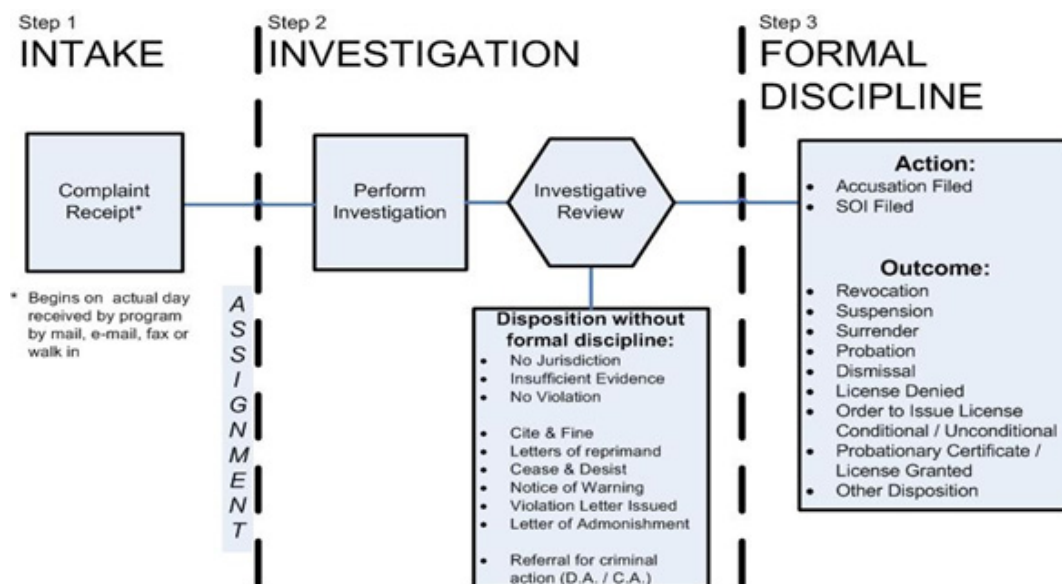 Step 1
INTAKE
Complaint
Receipt*
* Begins on actual day
received by program
by mail, e-mail, fax or
walk in
ASSIGNMENT
Step 2
INVESTIGATION
Perform
Investigation
Investigative
Review
Disposition without
formal discipline:
• No Jurisdiction
• Insufficient Evidence
• No Violation
• Cite & Fine
• Letters of reprimand
• Cease & Desist
• Notice of Warning
• Violation Letter Issued
• Letter of Admonishment
• Referral for criminal
action (D.A. / C.A.)
Step 3
FORMAL
DISCIPLINE
Action:
• Accusation Filed
• SOI Filed
Outcome:
• Revocation
• Suspension
• Surrender
• Probation
• Dismissal
• License Denied
• Order to Issue License
Conditional / Unconditional
• Probationary Certificate /
License Granted
• Other Disposition